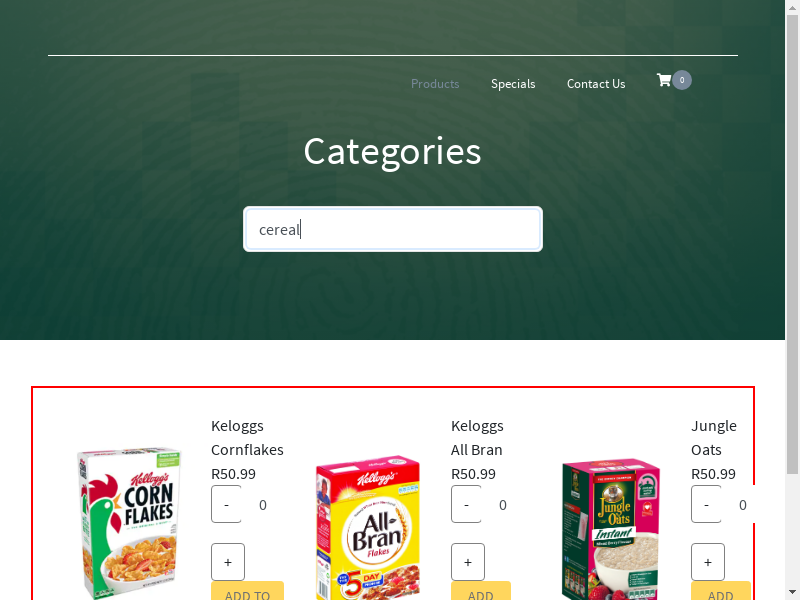 Products
Specials
Contact Us
0
Categories
cereal
Keloggs
Cornflakes
R50.99
-
0
+
ADD TO
Keloggs
All Bran
R50.99
-
0
+
ADD
Jungle
Oats
R50.99
-
0
+
ADD
Kellogg's
CORN
FLAKES
Kellogg's
All-
Bran
Flakes
5 DAY
Jungle
Oats
Instant